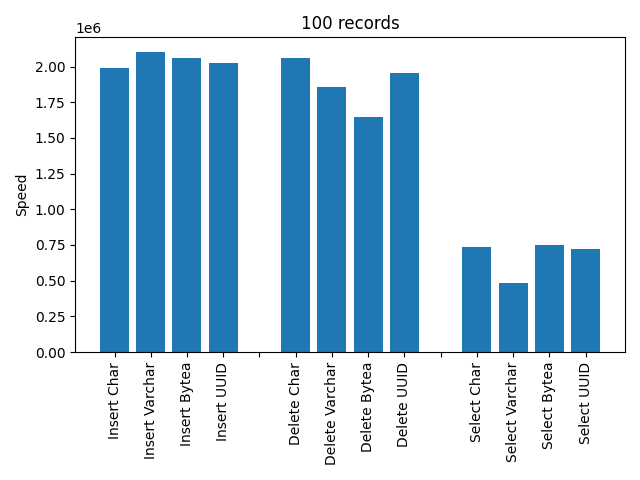 100 records
1e6
Speed
2.00
1.75
1.50
1.25
1.00
0.75
0.50
0.25
0.00
Insert Char
Insert Varchar
Insert Bytea
Insert UUID
Delete Char
Delete Varchar
Delete Bytea
Delete UUID
Select Char
Select Varchar
Select Bytea
Select UUID